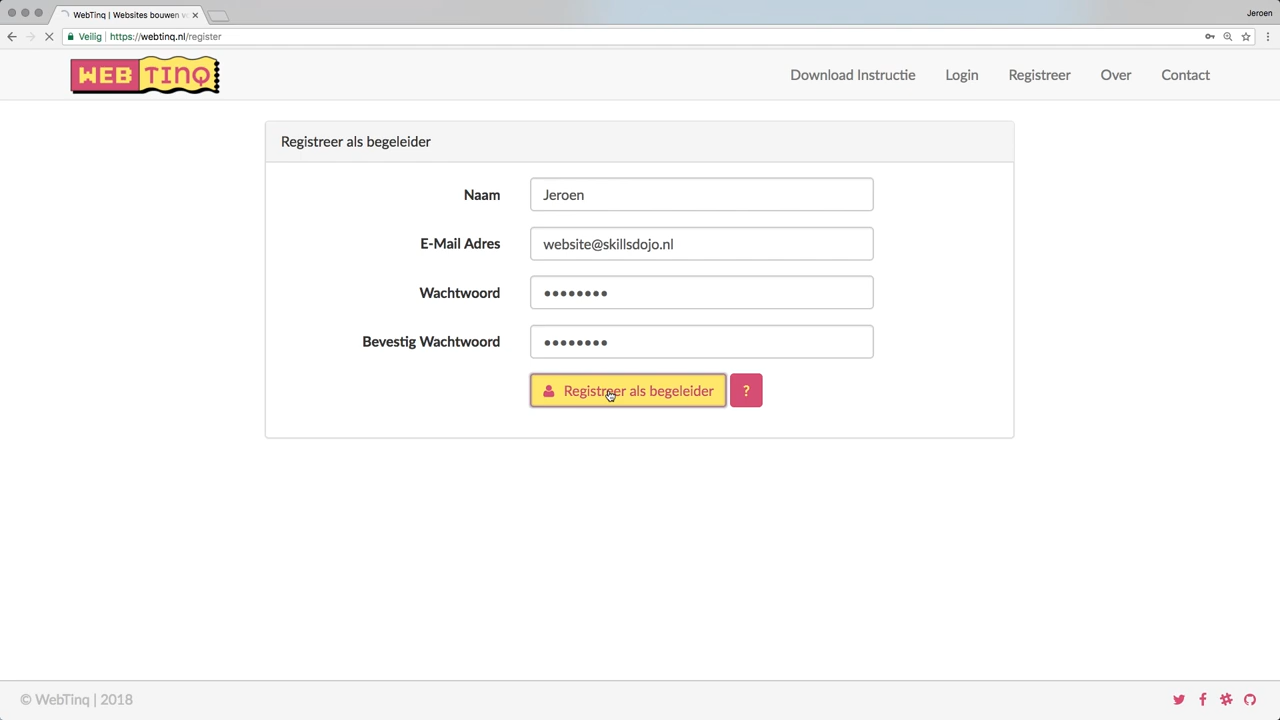 WebTinq | Websites bouwen v
Jeroen
Veilig | https://webtinq.nl/register
WEB TINQ
Download Instructie
Login
Registreer
Over
Contact
Registreer als begeleider
Naam
Jeroen
E-Mail Adres
website@skillsdojo.nl
Wachtwoord
••••••••
Bevestig Wachtwoord
••••••••
Registreer als begeleider
?
© WebTinq | 2018